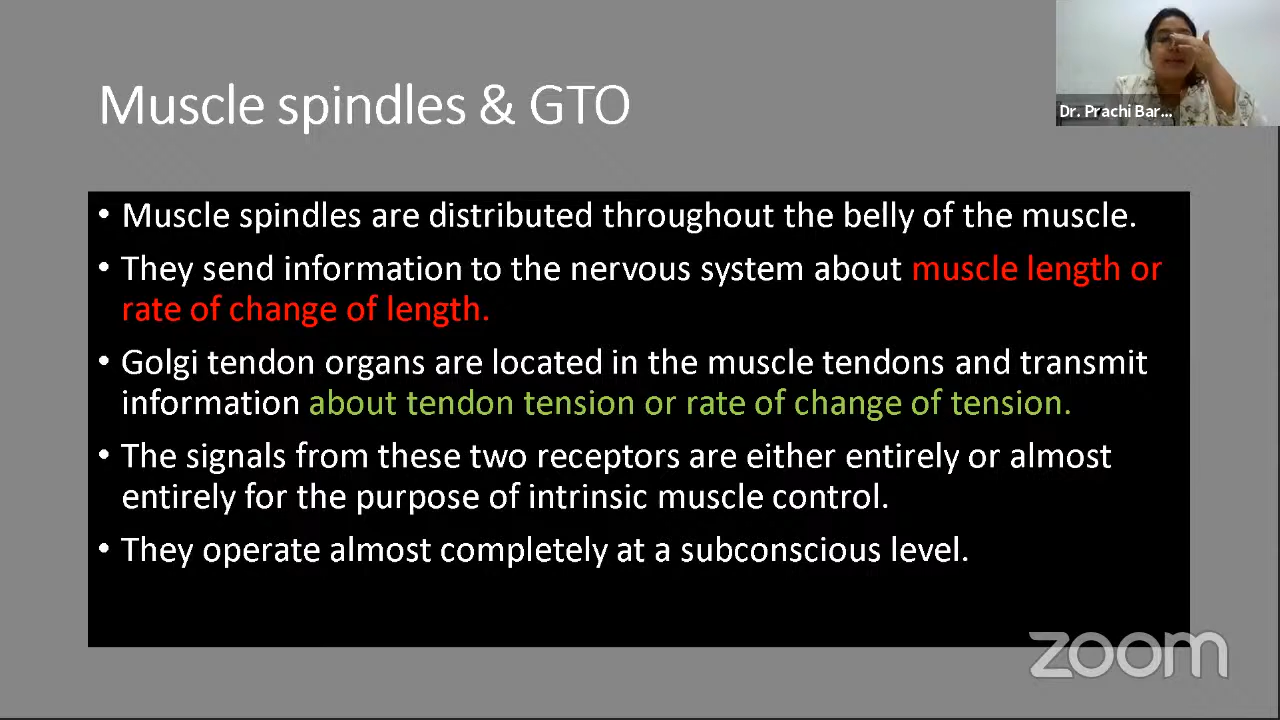 Muscle spindles & GTO
Dr. Prachi Bar...
• Muscle spindles are distributed throughout the belly of the muscle.
• They send information to the nervous system about muscle length or
rate of change of length.
• Golgi tendon organs are located in the muscle tendons and transmit
information about tendon tension or rate of change of tension.
• The signals from these two receptors are either entirely or almost
entirely for the purpose of intrinsic muscle control.
• They operate almost completely at a subconscious level.
zoom